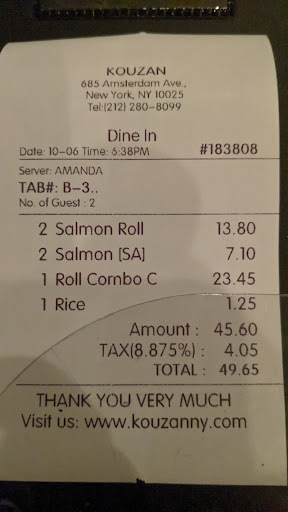 KOUZAN
685 Amsterdam Ave.,
New York, NY 10025
Tel:(212) 280-8099
Dine In
Date: 10-06 Time: 6:38PM #183808
Server: AMANDA
TAB#: B-3..
No. of Guest : 2
2 Salmon Roll 13.80
2 Salmon [SA] 7.10
1 Roll Combo C 23.45
1 Rice 1.25
Amount : 45.60
TAX(8.875%) : 4.05
TOTAL : 49.65
THANK YOU VERY MUCH
Visit us: www.kouzanny.com